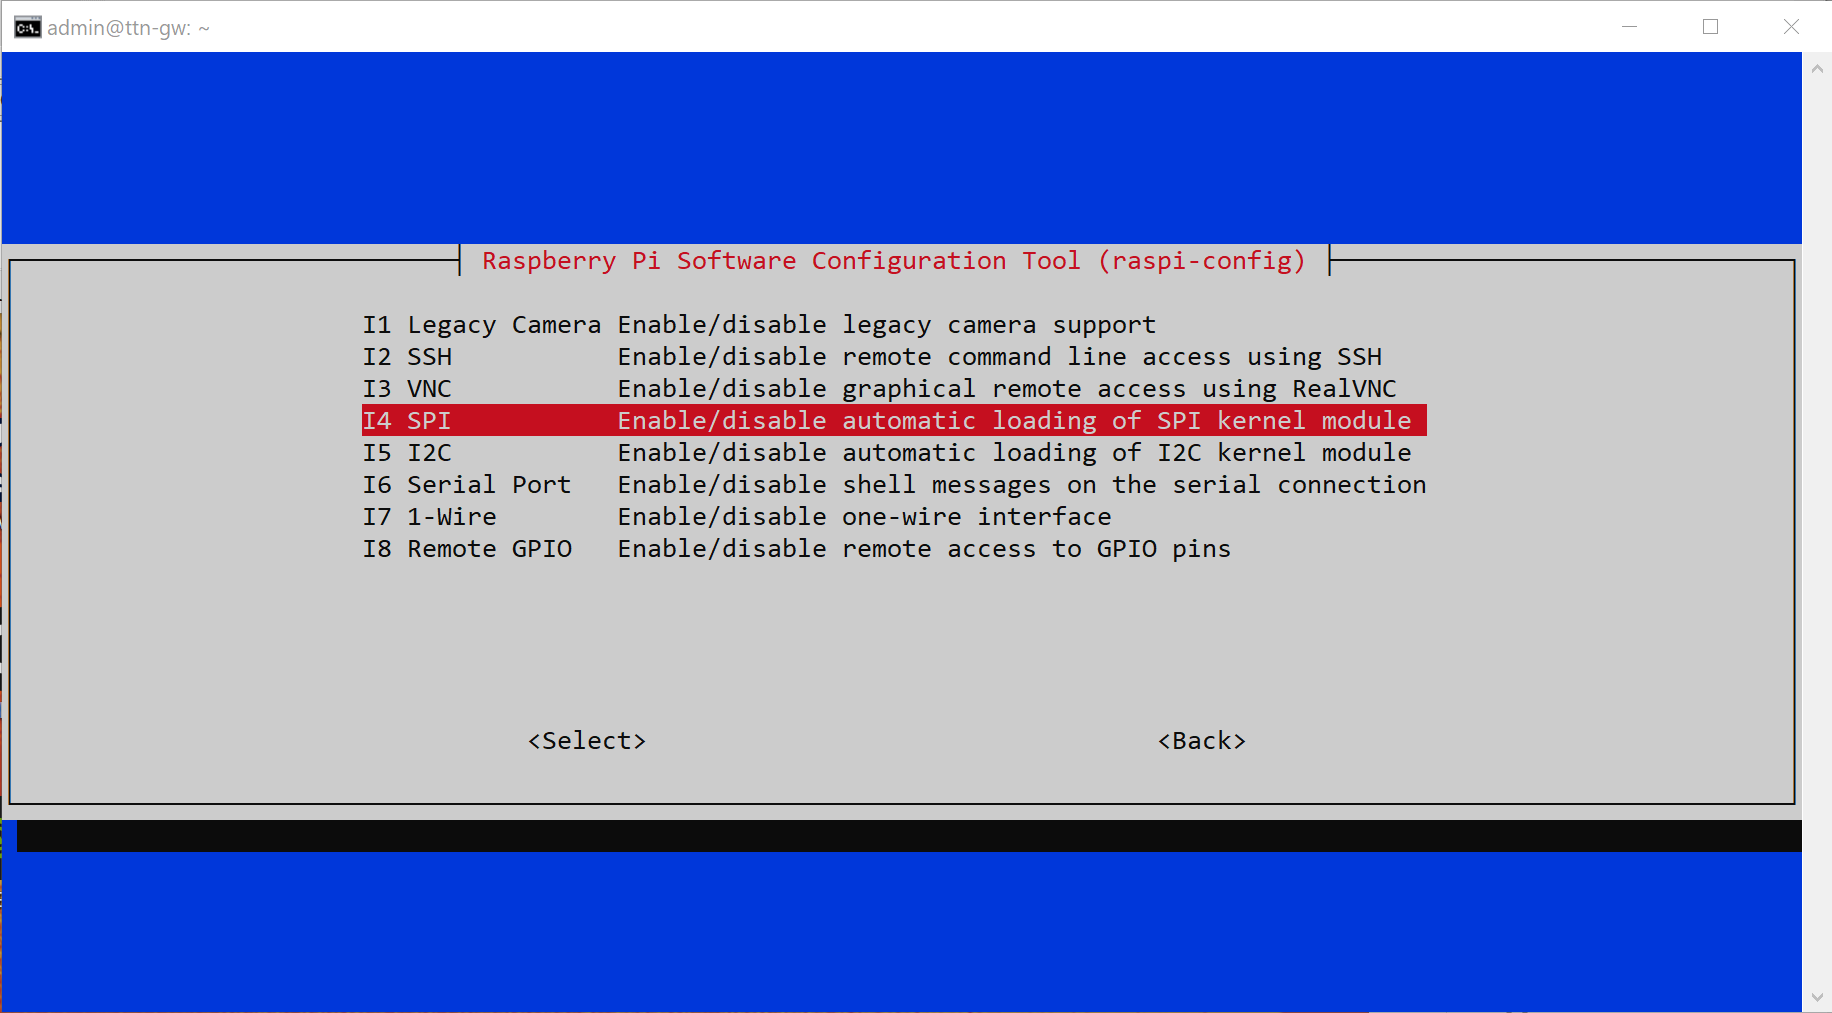 admin@ttn-gw: ~
Raspberry Pi Software Configuration Tool (raspi-config)
I1 Legacy Camera Enable/disable legacy camera support
I2 SSH Enable/disable remote command line access using SSH
I3 VNC Enable/disable graphical remote access using RealVNC
I4 SPI Enable/disable automatic loading of SPI kernel module
I5 I2C Enable/disable automatic loading of I2C kernel module
I6 Serial Port Enable/disable shell messages on the serial connection
I7 1-Wire Enable/disable one-wire interface
I8 Remote GPIO Enable/disable remote access to GPIO pins
<Select> <Back>